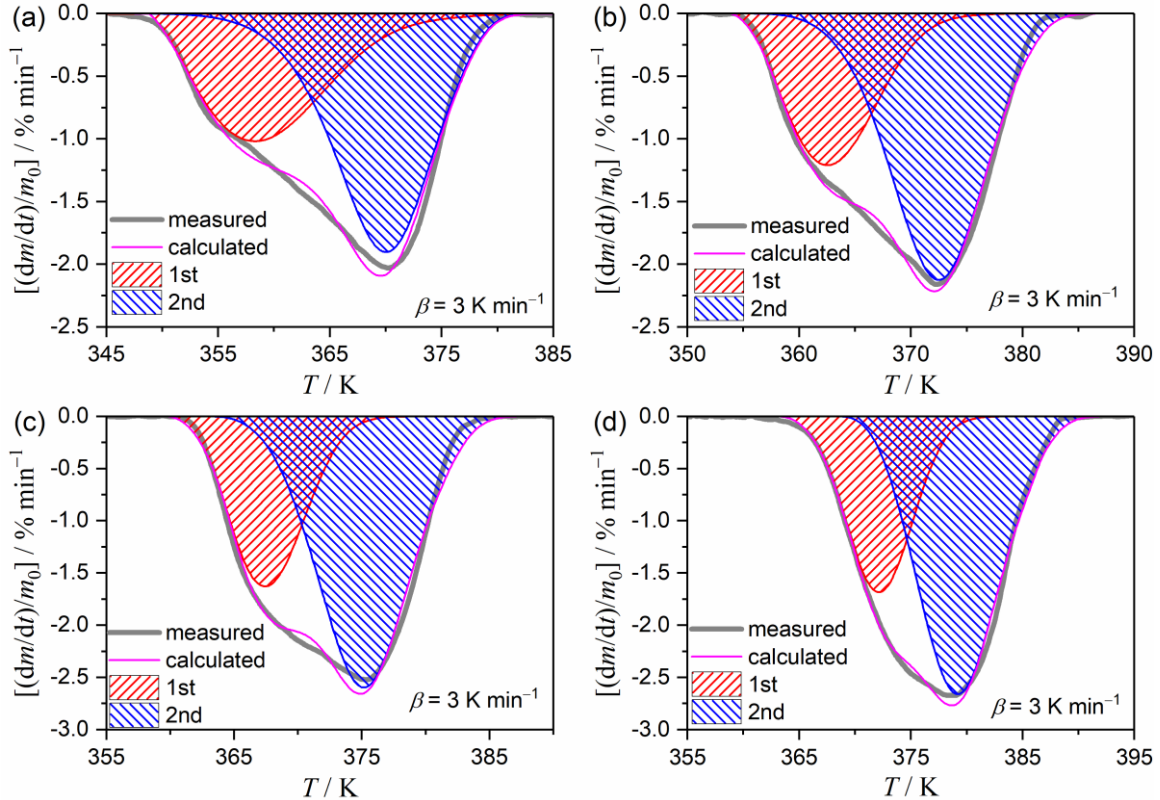 (a)
[(dm/dt)/m₀] / % min⁻¹
0.0
-0.5
-1.0
-1.5
-2.0
-2.5
measured
calculated
1st
2nd
β = 3 K min⁻¹
345 355 365 375 385
T / K
(b)
[(dm/dt)/m₀] / % min⁻¹
0.0
-0.5
-1.0
-1.5
-2.0
-2.5
measured
calculated
1st
2nd
β = 3 K min⁻¹
350 360 370 380 390
T / K
(c)
[(dm/dt)/m₀] / % min⁻¹
0.0
-0.5
-1.0
-1.5
-2.0
-2.5
-3.0
measured
calculated
1st
2nd
β = 3 K min⁻¹
355 365 375 385
T / K
(d)
[(dm/dt)/m₀] / % min⁻¹
0.0
-0.5
-1.0
-1.5
-2.0
-2.5
-3.0
measured
calculated
1st
2nd
β = 3 K min⁻¹
355 365 375 385 395
T / K